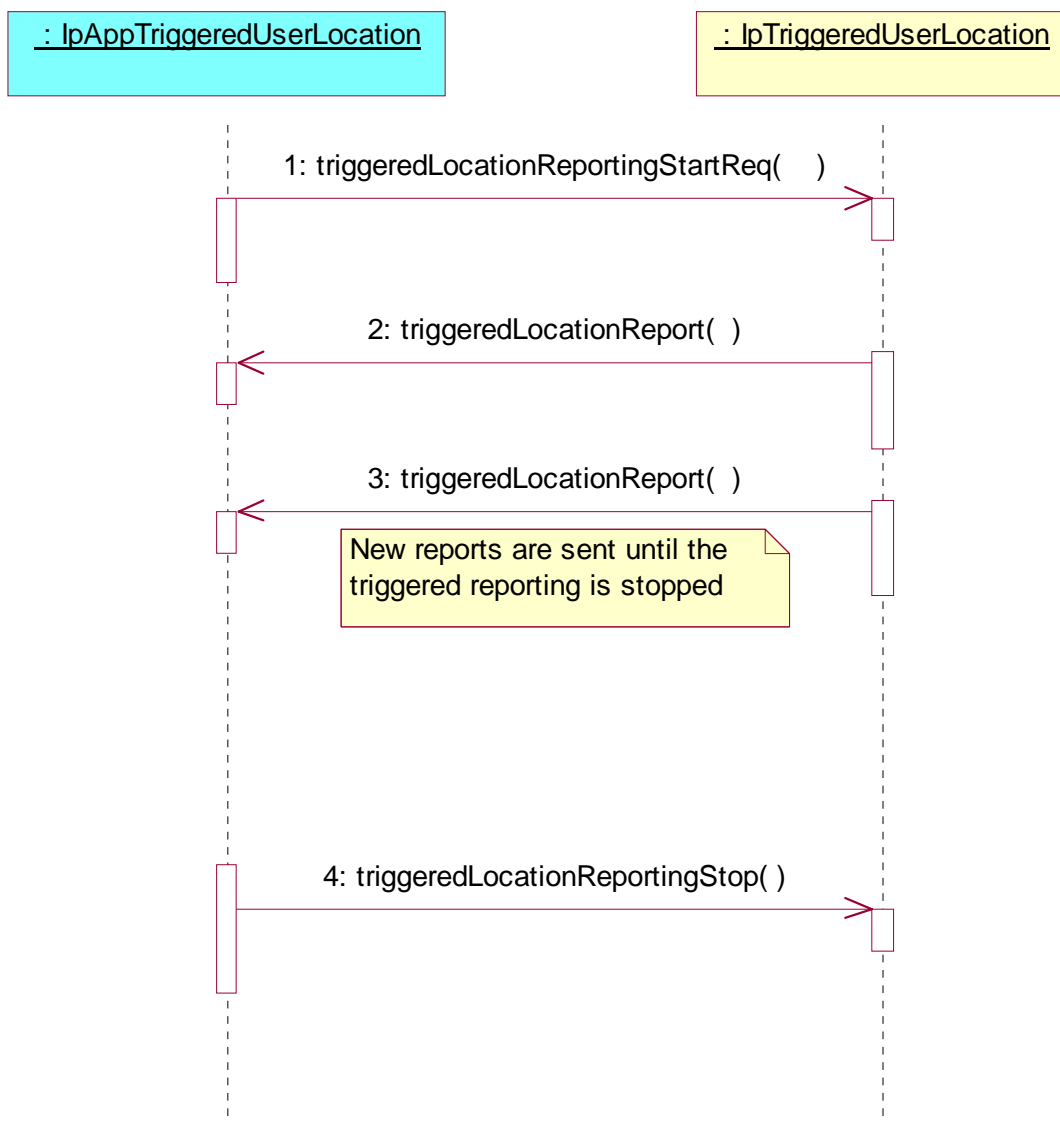 : IpAppTriggeredUserLocation
: IpTriggeredUserLocation
1: triggeredLocationReportingStartReq(    )
2: triggeredLocationReport(  )
3: triggeredLocationReport(  )
New reports are sent until the
triggered reporting is stopped
4: triggeredLocationReportingStop( )